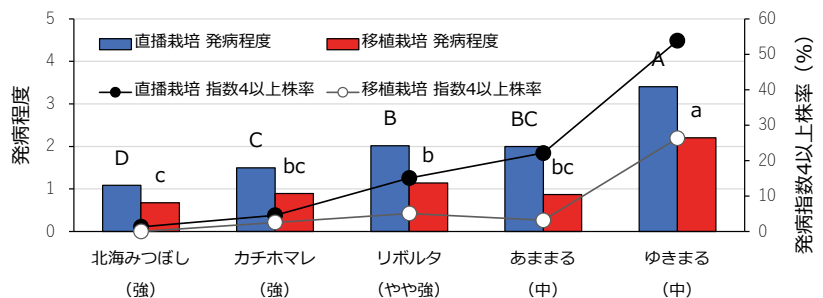 5
4
3
2
1
0
発病程度
60
50
40
30
20
10
0
発病指数4以上株率（%）
直播栽培 発病程度
移植栽培 発病程度
直播栽培 指数4以上株率
移植栽培 指数4以上株率
D
c
C
bc
B
b
BC
bc
A
a
北海みつぼし
（強）
カチホマレ
（強）
リボルタ
（やや強）
あままる
（中）
ゆきまる
（中）